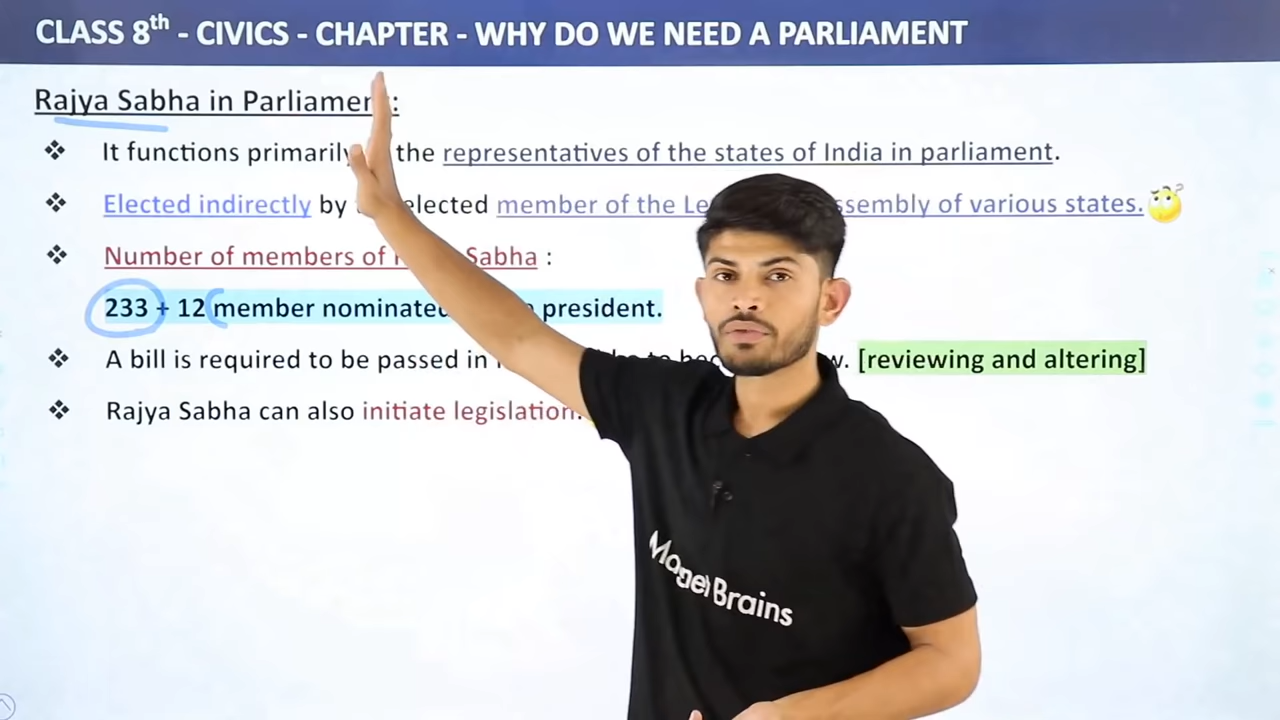 CLASS 8th - CIVICS - CHAPTER - WHY DO WE NEED A PARLIAMENT
Rajya Sabha in Parliamen :
❖ It functions primarily the representatives of the states of India in parliament.
❖ Elected indirectly by elected member of the ssembly of various states.
❖ Number of members of Sabha :
233 + 12 member nominated president.
❖ A bill is required to be passed in to w. [reviewing and altering]
❖ Rajya Sabha can also initiate legislation.
Magnet Brains